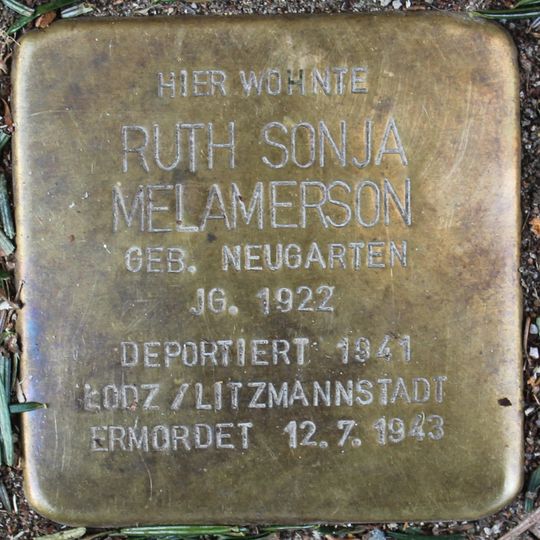 HIER WOHNTE
RUTH SONJA
MELAMERSON
GEB. NEUGARTEN
JG. 1922
DEPORTIERT 1941
ŁODZ/LITZMANNSTADT
ERMORDET 12.7.1943